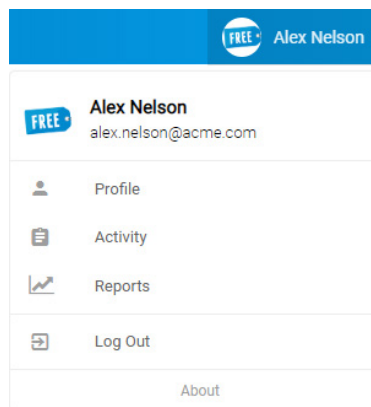 FREE Alex Nelson
FREE
Alex Nelson
alex.nelson@acme.com
Profile
Activity
Reports
Log Out
About